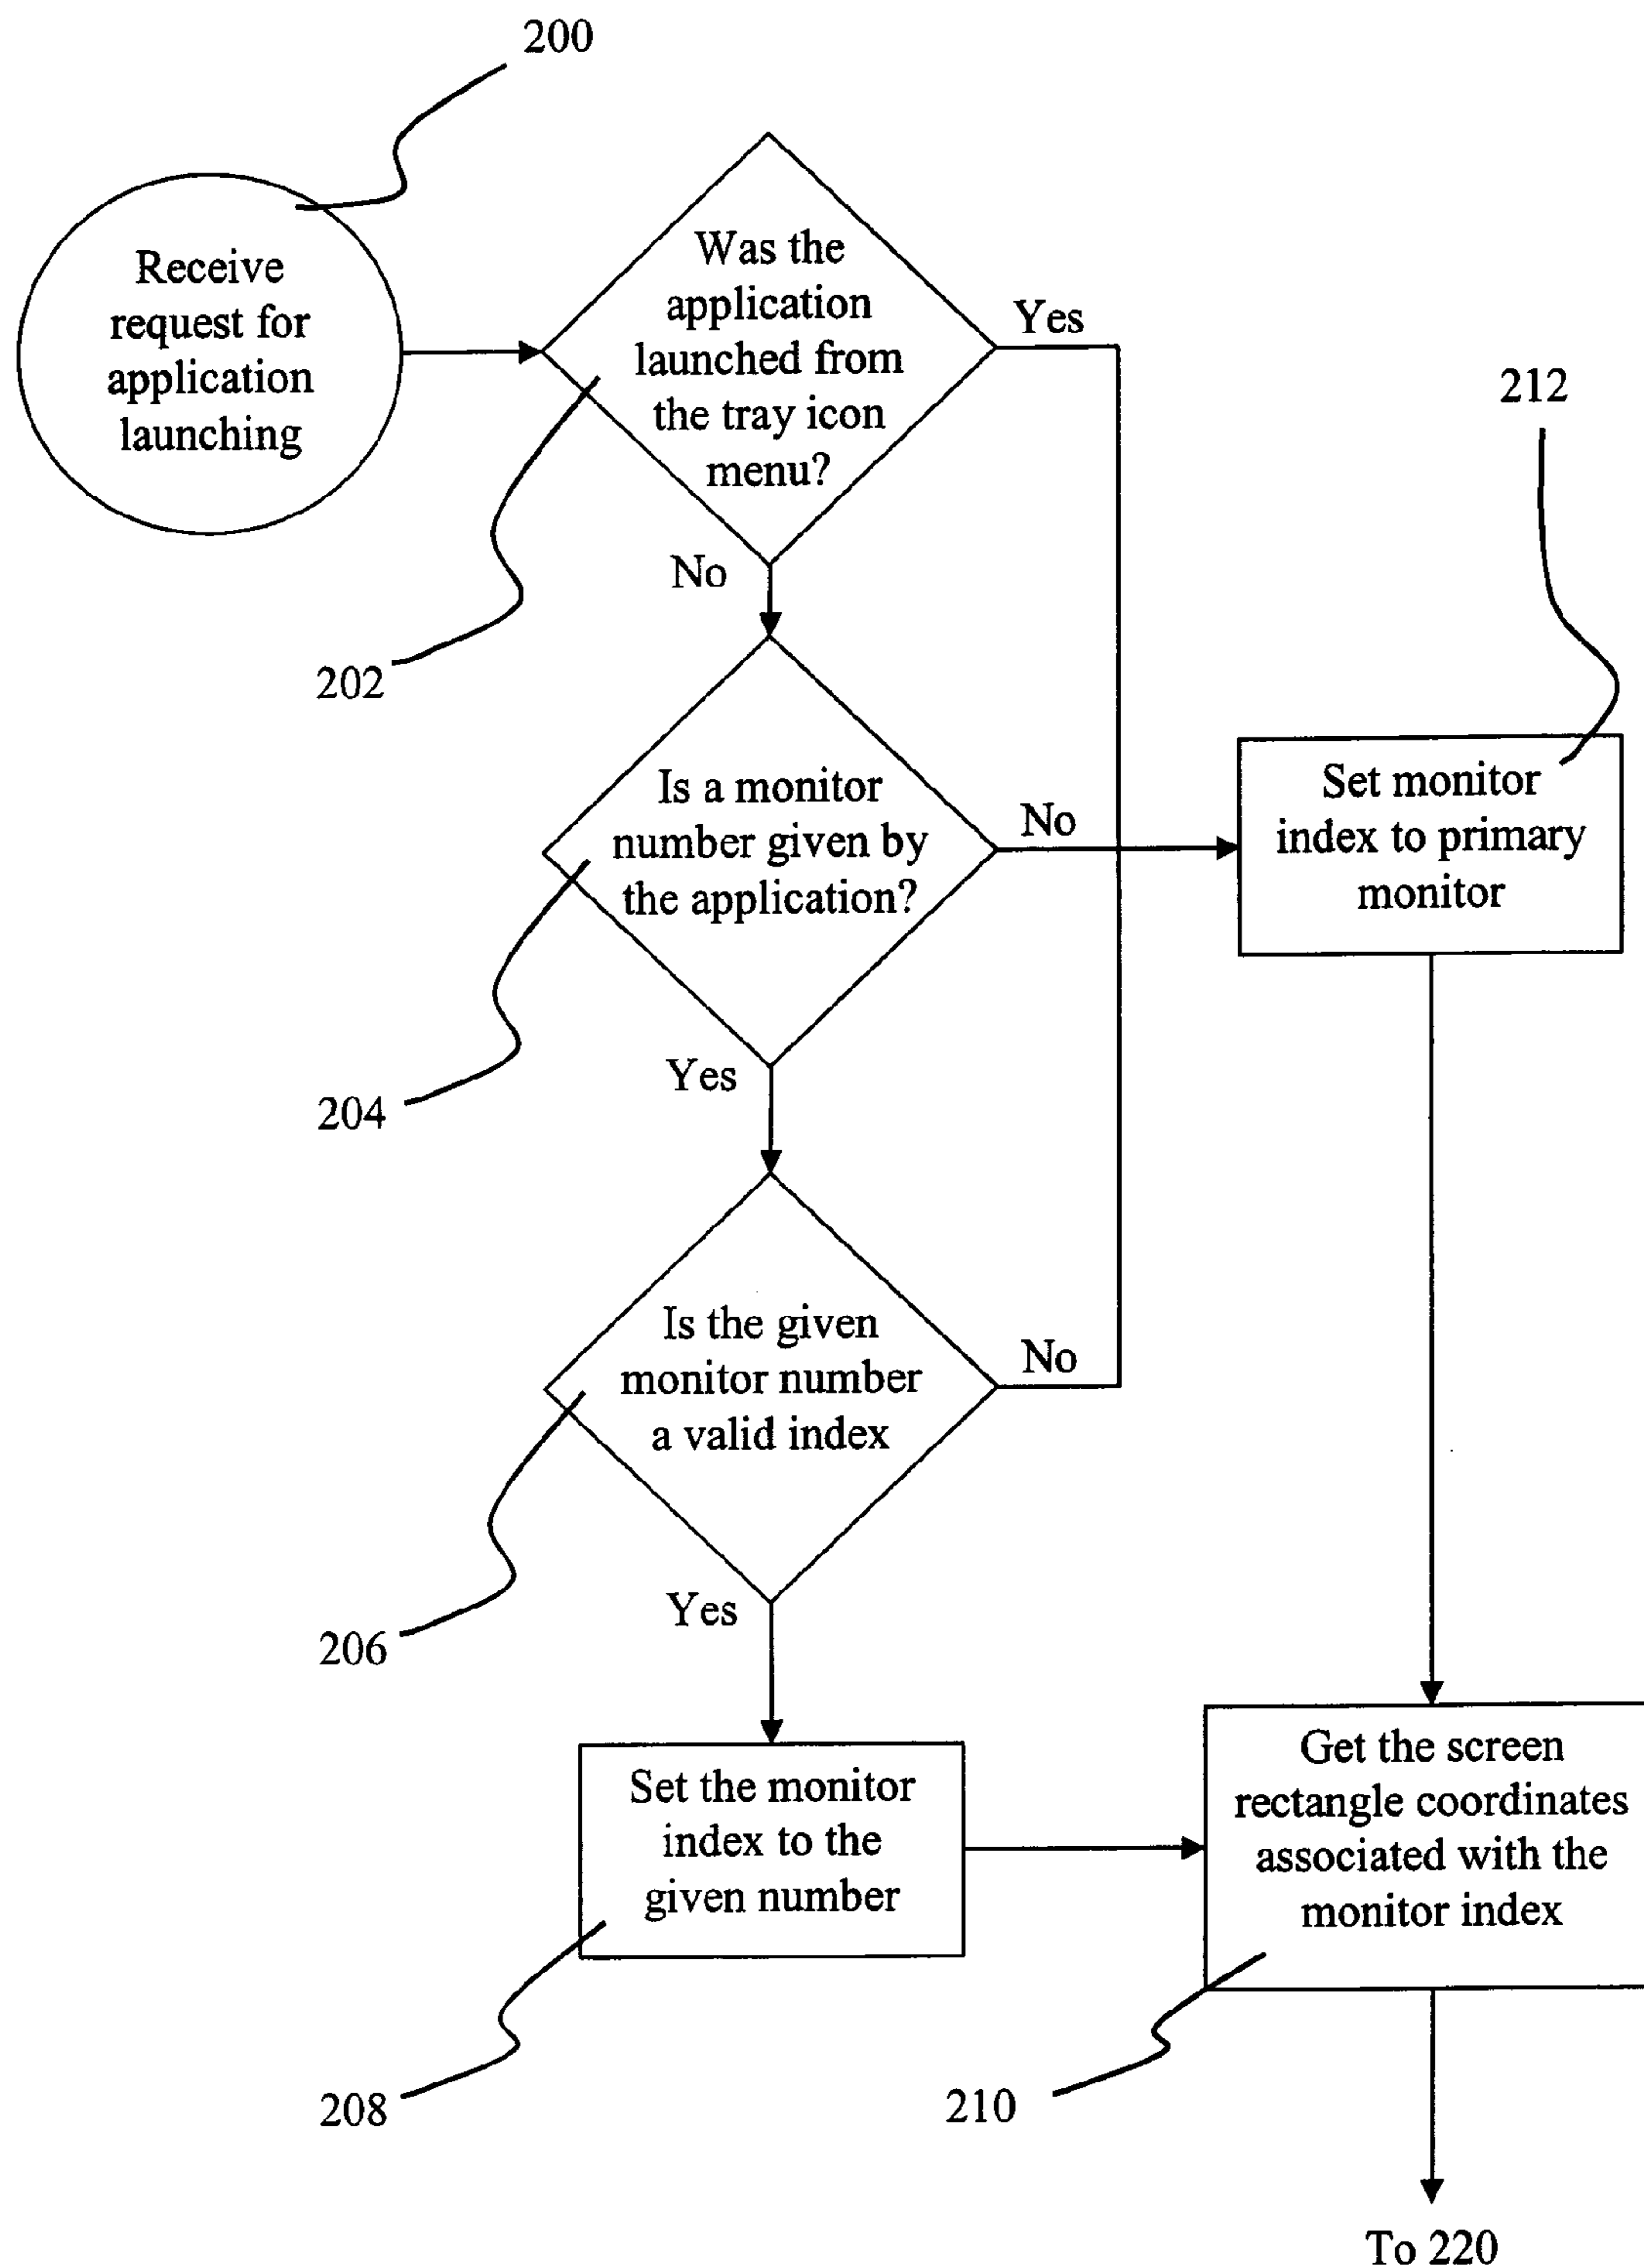 200
Receive
request for
application
launching
Was the
application
launched from
the tray icon
menu?
Yes
No
202
212
Is a monitor
number given by
the application?
No
Set monitor
index to primary
monitor
Yes
204
Is the given
monitor number
a valid index
No
Yes
206
Set the monitor
index to the
given number
Get the screen
rectangle coordinates
associated with the
monitor index
208
210
To 220